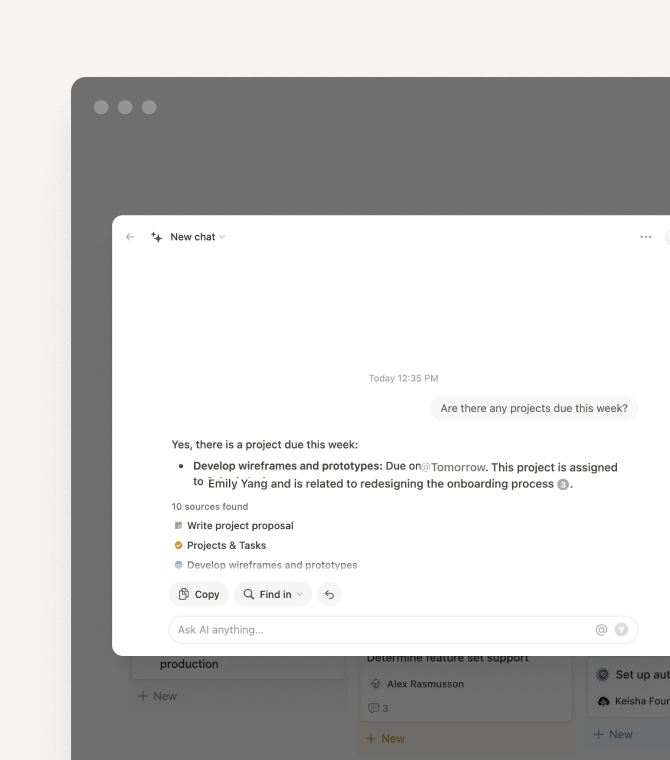 New chat
Today 12:35 PM
Are there any projects due this week?
Yes, there is a project due this week:
Develop wireframes and prototypes: Due on @Tomorrow. This project is assigned
to Emily Yang and is related to redesigning the onboarding process 3.
10 sources found
Write project proposal
Projects & Tasks
Develop wireframes and prototypes
Copy
Find in
Ask AI anything...
@
production
+ New
Determine feature set support
Alex Rasmusson
3
+ New
Set up
Keisha
+ New